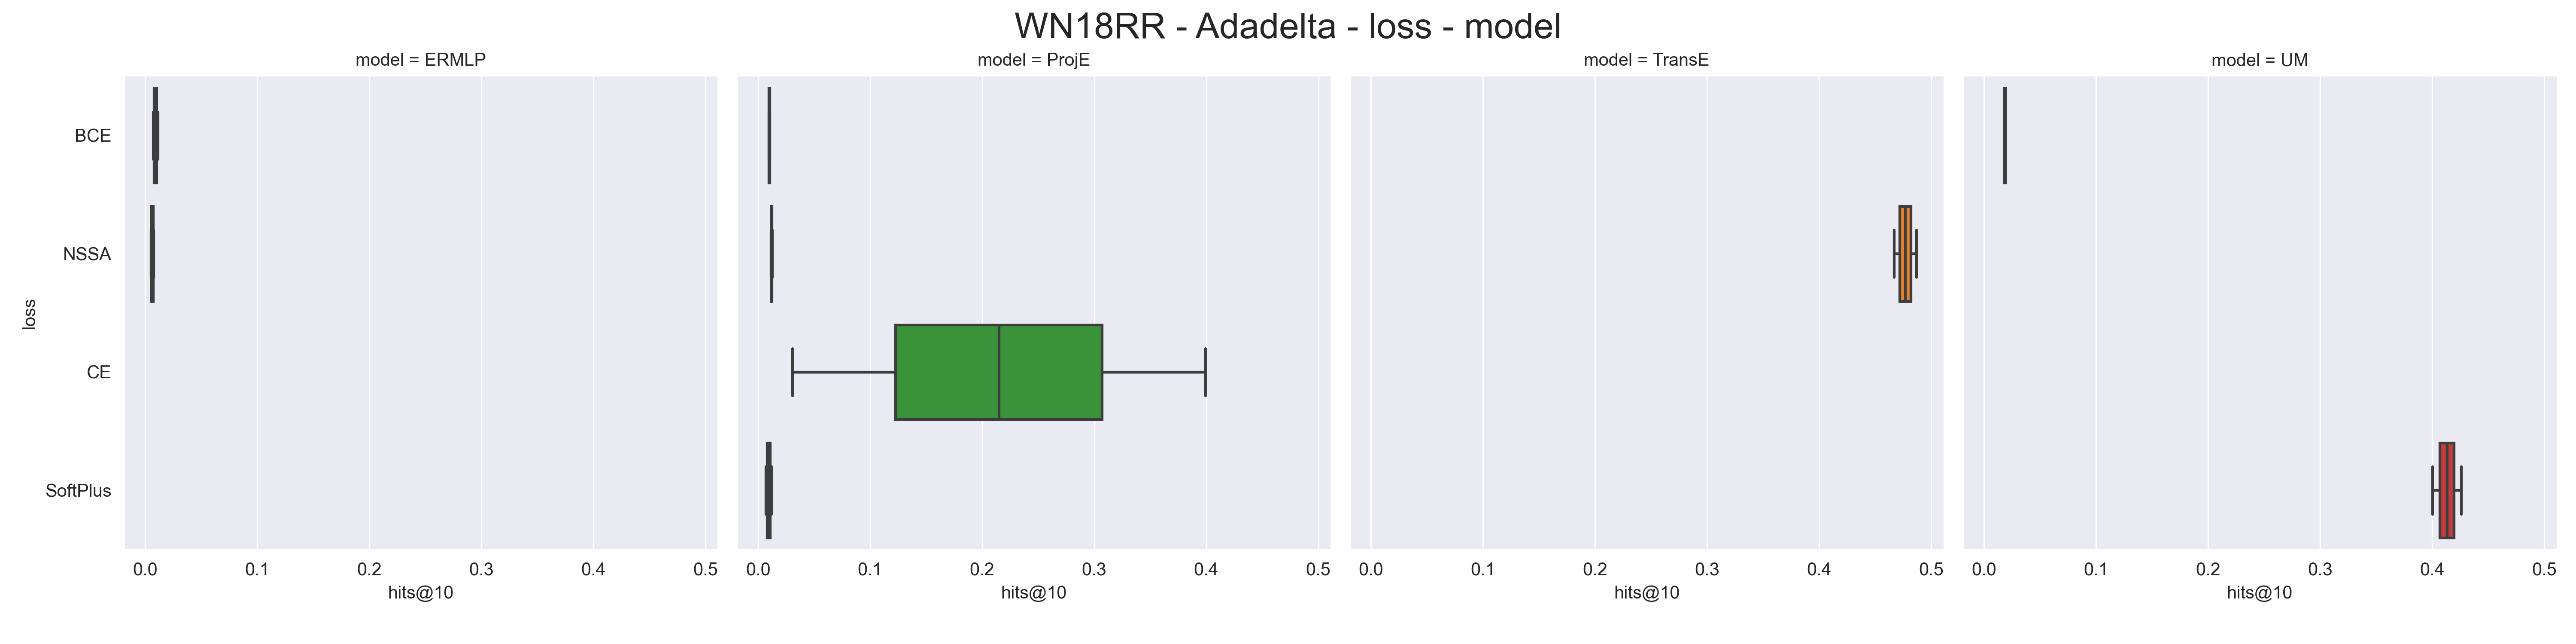 WN18RR - Adadelta - loss - model
model = ERMLP
model = ProjE
model = TransE
model = UM
loss
BCE
NSSA
CE
SoftPlus
0.0 0.1 0.2 0.3 0.4 0.5
0.0 0.1 0.2 0.3 0.4 0.5
0.0 0.1 0.2 0.3 0.4 0.5
0.0 0.1 0.2 0.3 0.4 0.5
hits@10
hits@10
hits@10
hits@10